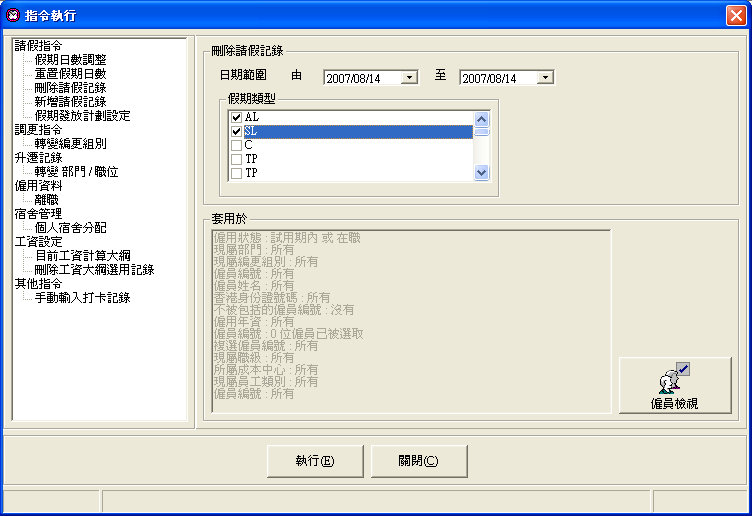 指令執行
請假指令
假期日數調整
重置假期日數
刪除請假記錄
新增請假記錄
假期發放計劃設定
調更指令
轉變編更組別
升遷記錄
轉變 部門 / 職位
僱用資料
離職
宿舍管理
個人宿舍分配
工資設定
目前工資計算大綱
刪除工資大綱選用記錄
其他指令
手動輸入打卡記錄
刪除請假記錄
日期範圍 由 2007/08/14 至 2007/08/14
假期類型
AL
SL
C
TP
TP
套用於
僱用狀態 : 試用期內 或 在職
現屬部門 : 所有
現屬編更組別 : 所有
僱員編號 : 所有
僱員姓名 : 所有
香港身份證號碼 : 所有
不被包括的僱員編號 : 沒有
僱用年資 : 所有
僱員編號 : 0 位僱員已被選取
複選僱員編號 : 所有
現屬職級 : 所有
所屬成本中心 : 所有
現屬員工類別 : 所有
僱員編號 : 所有
僱員檢視
執行(E) 關閉(C)